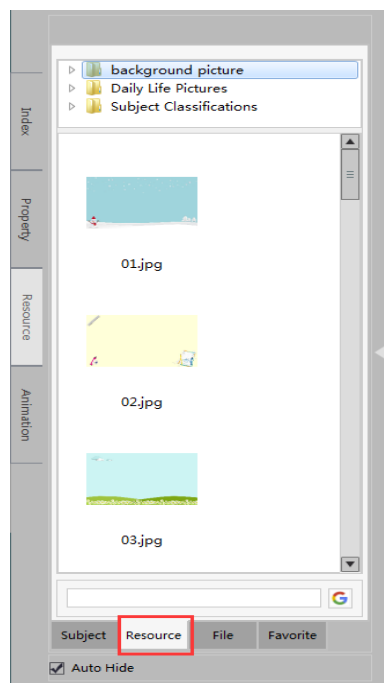 background picture
Daily Life Pictures
Subject Classifications
Index
Property
Resource
Animation
01.jpg
02.jpg
03.jpg
G
Subject Resource File Favorite
Auto Hide